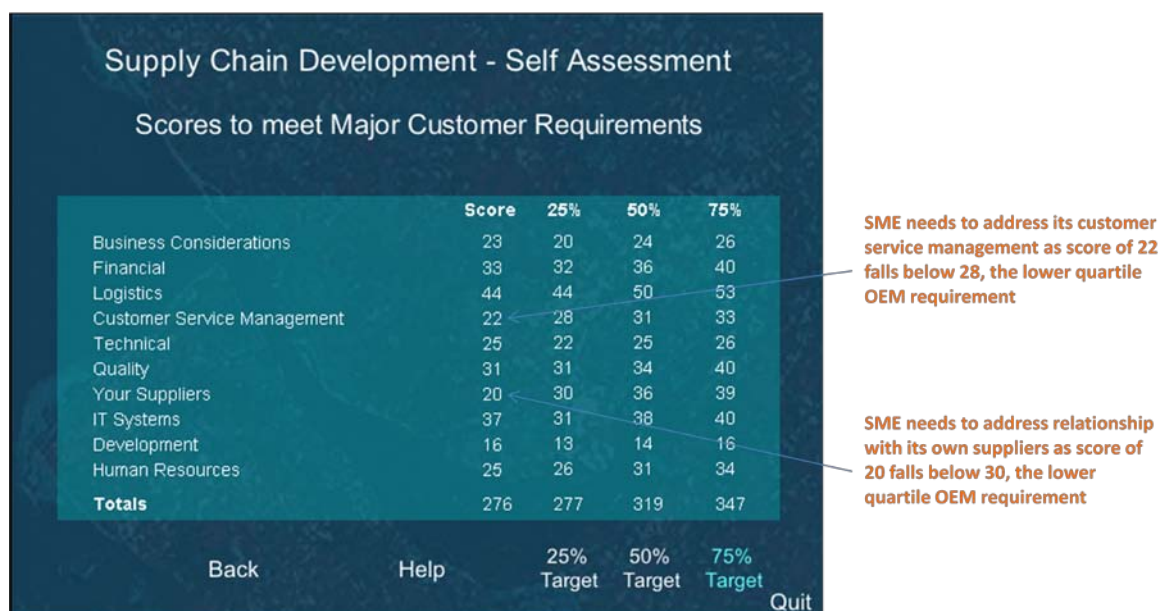 Supply Chain Development - Self Assessment
Scores to meet Major Customer Requirements
Score 25% 50% 75%
Business Considerations 23 20 24 26
Financial 33 32 36 40
Logistics 44 44 50 53
Customer Service Management 22 28 31 33
Technical 25 22 25 26
Quality 31 31 34 40
Your Suppliers 20 30 36 39
IT Systems 37 31 38 40
Development 16 13 14 16
Human Resources 25 26 31 34
Totals 276 277 319 347
Back Help 25% 50% 75%
Target Target Target
Quit
SME needs to address its customer
service management as score of 22
falls below 28, the lower quartile
OEM requirement
SME needs to address relationship
with its own suppliers as score of
20 falls below 30, the lower
quartile OEM requirement